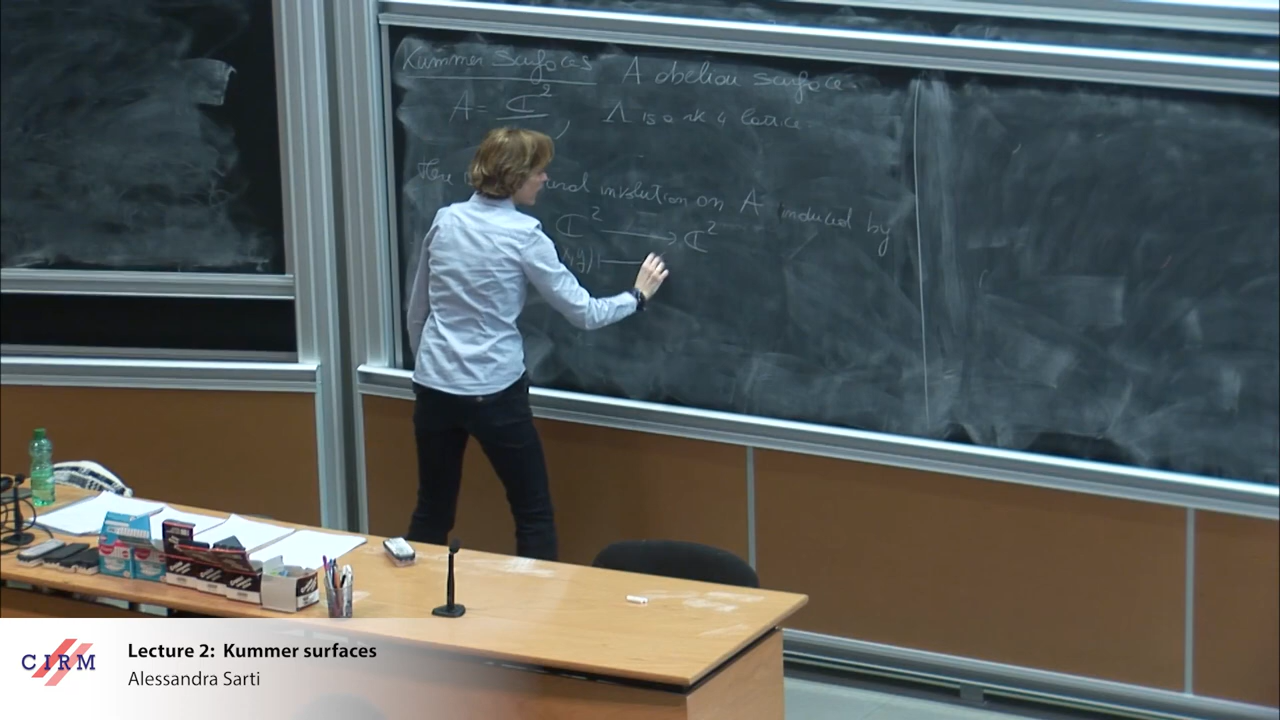 Kummer Surfaces A abelian surface
A = ℂ² , Λ is a rk 4 lattice
involution on A induced by
ℂ² ⟶ ℂ²
y) ⟼
CIRM
Lecture 2: Kummer surfaces
Alessandra Sarti